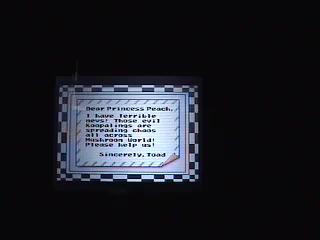 Dear Princess Peach,
I have terrible
news! Those evil
Koopalings are
spreading chaos
all across
Mushroom World!
Please help us!
Sincerely, Toad